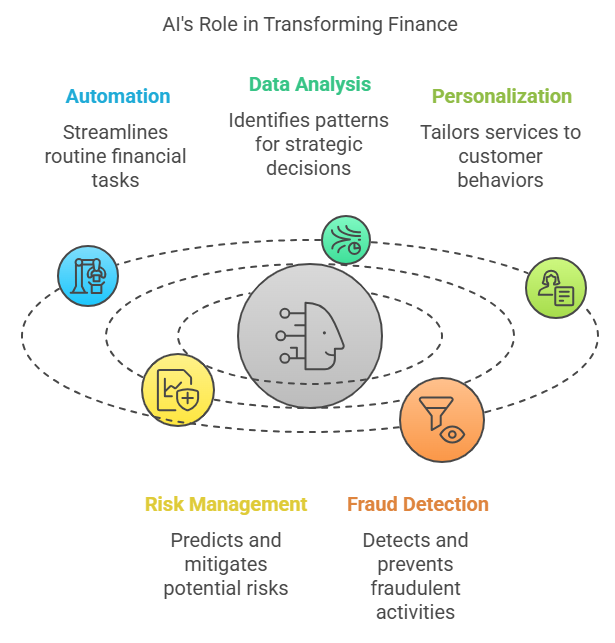 AI's Role in Transforming Finance
Automation
Streamlines
routine financial
tasks
Data Analysis
Identifies patterns
for strategic
decisions
Personalization
Tailors services to
customer
behaviors
Risk Management
Predicts and
mitigates
potential risks
Fraud Detection
Detects and
prevents
fraudulent
activities